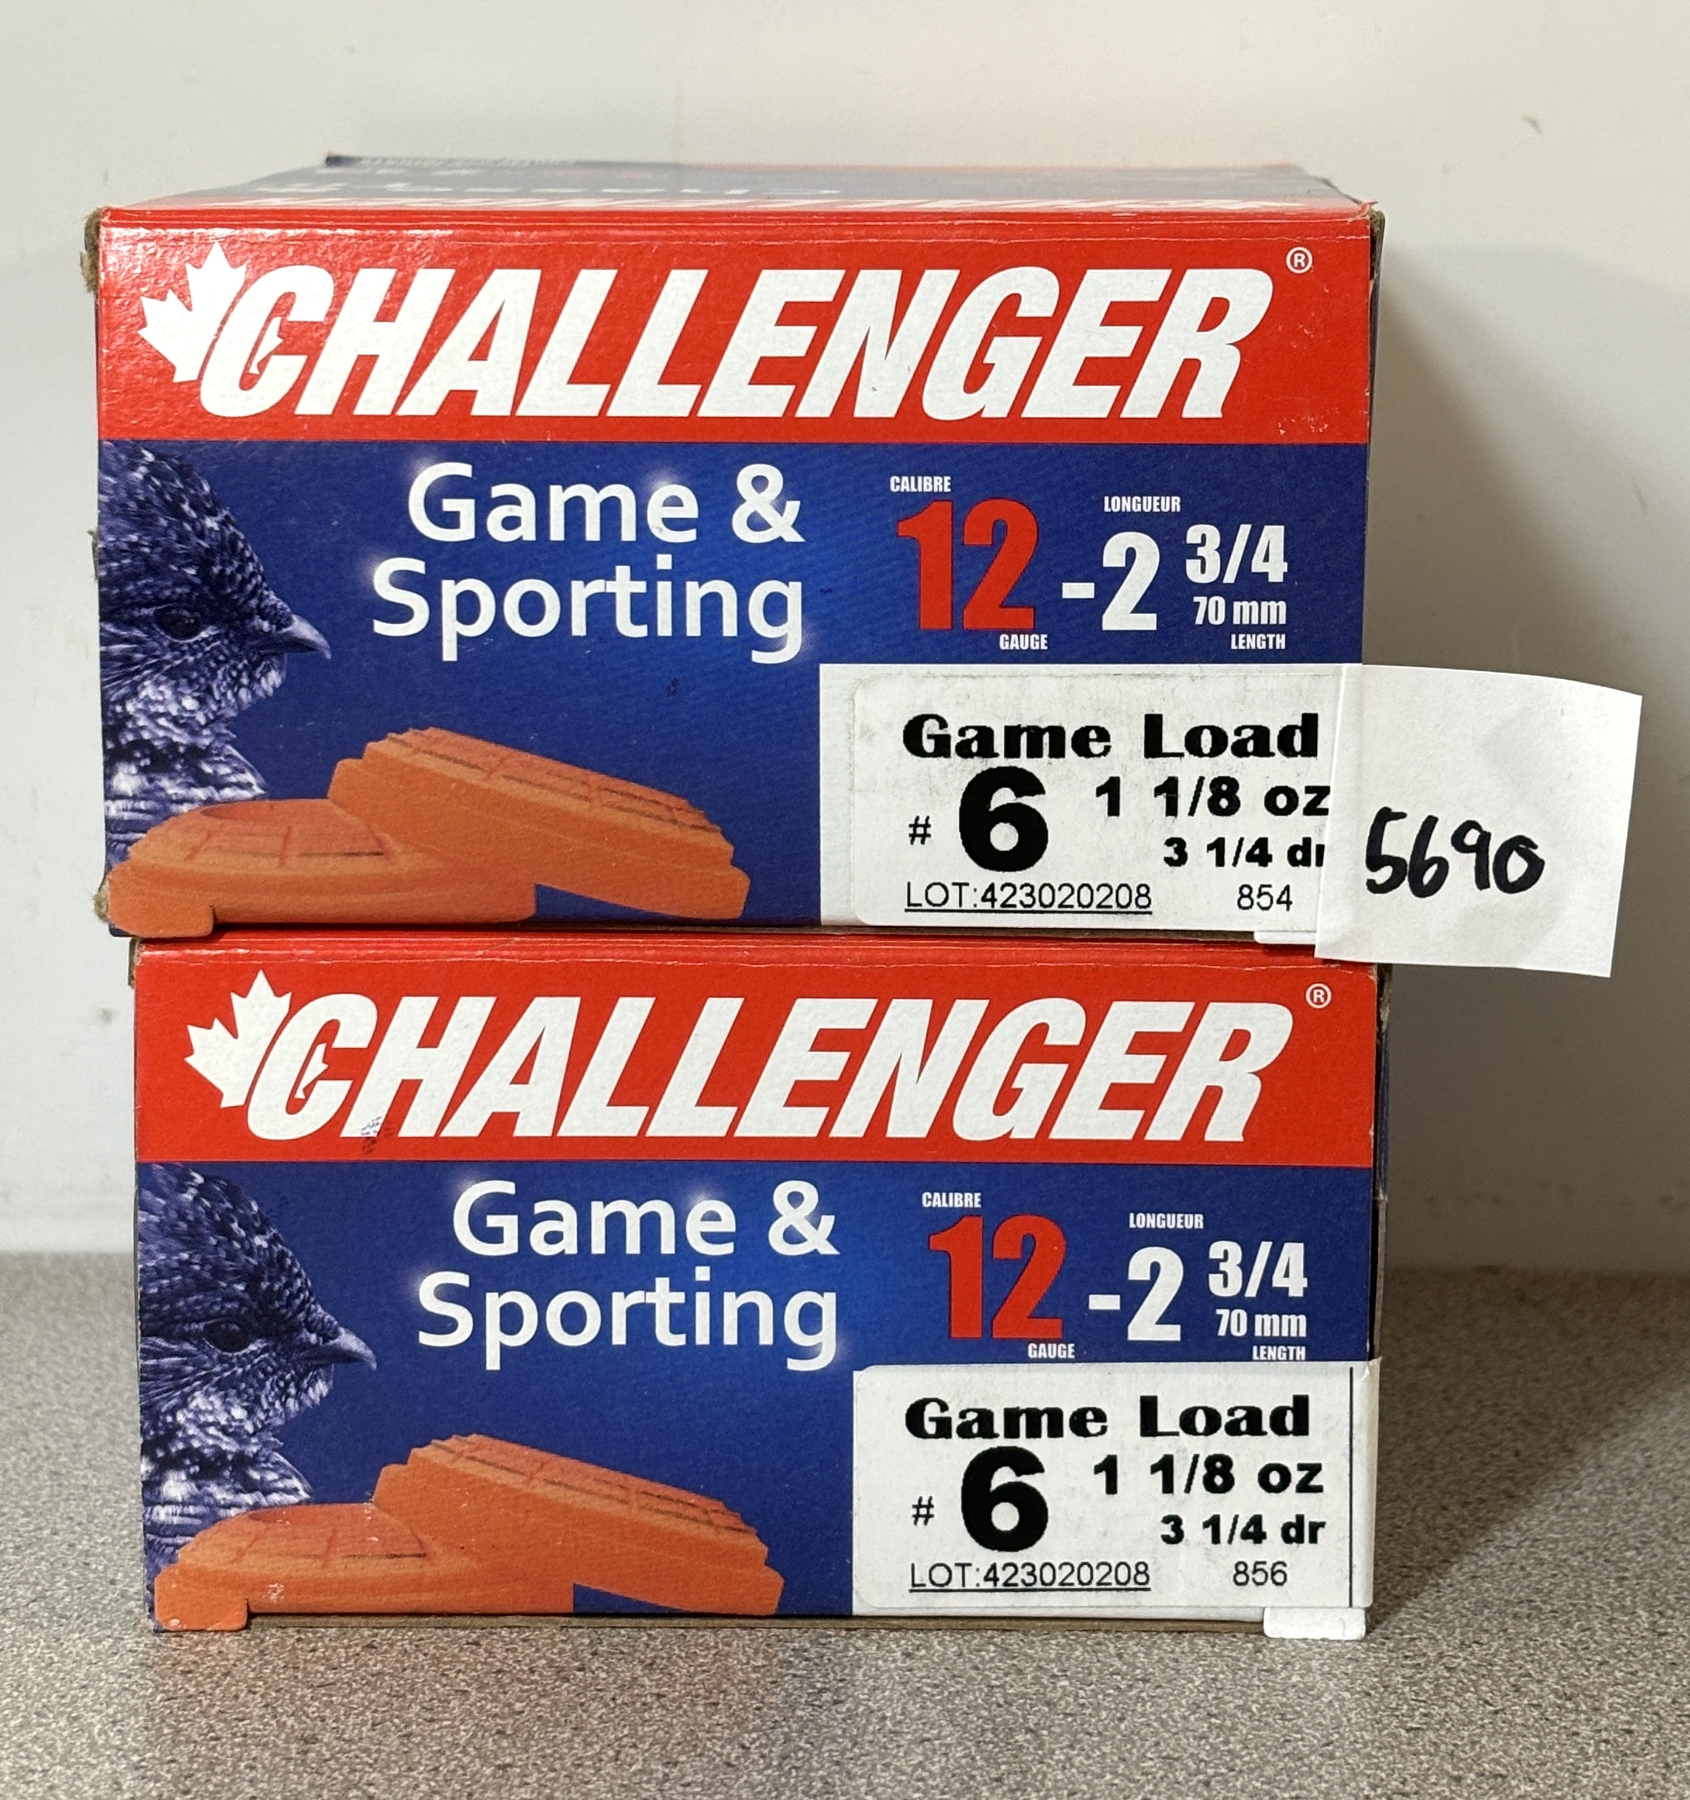 CHALLENGER®
Game &
Sporting
CALIBRE
12
GAUGE
LONGUEUR
-2 3/4
70 mm
LENGTH
Game Load
# 6 1 1/8 oz
3 1/4 dr
LOT:423020208 854
5690
CHALLENGER®
Game &
Sporting
CALIBRE
12
GAUGE
LONGUEUR
-2 3/4
70 mm
LENGTH
Game Load
# 6 1 1/8 oz
3 1/4 dr
LOT:423020208 856